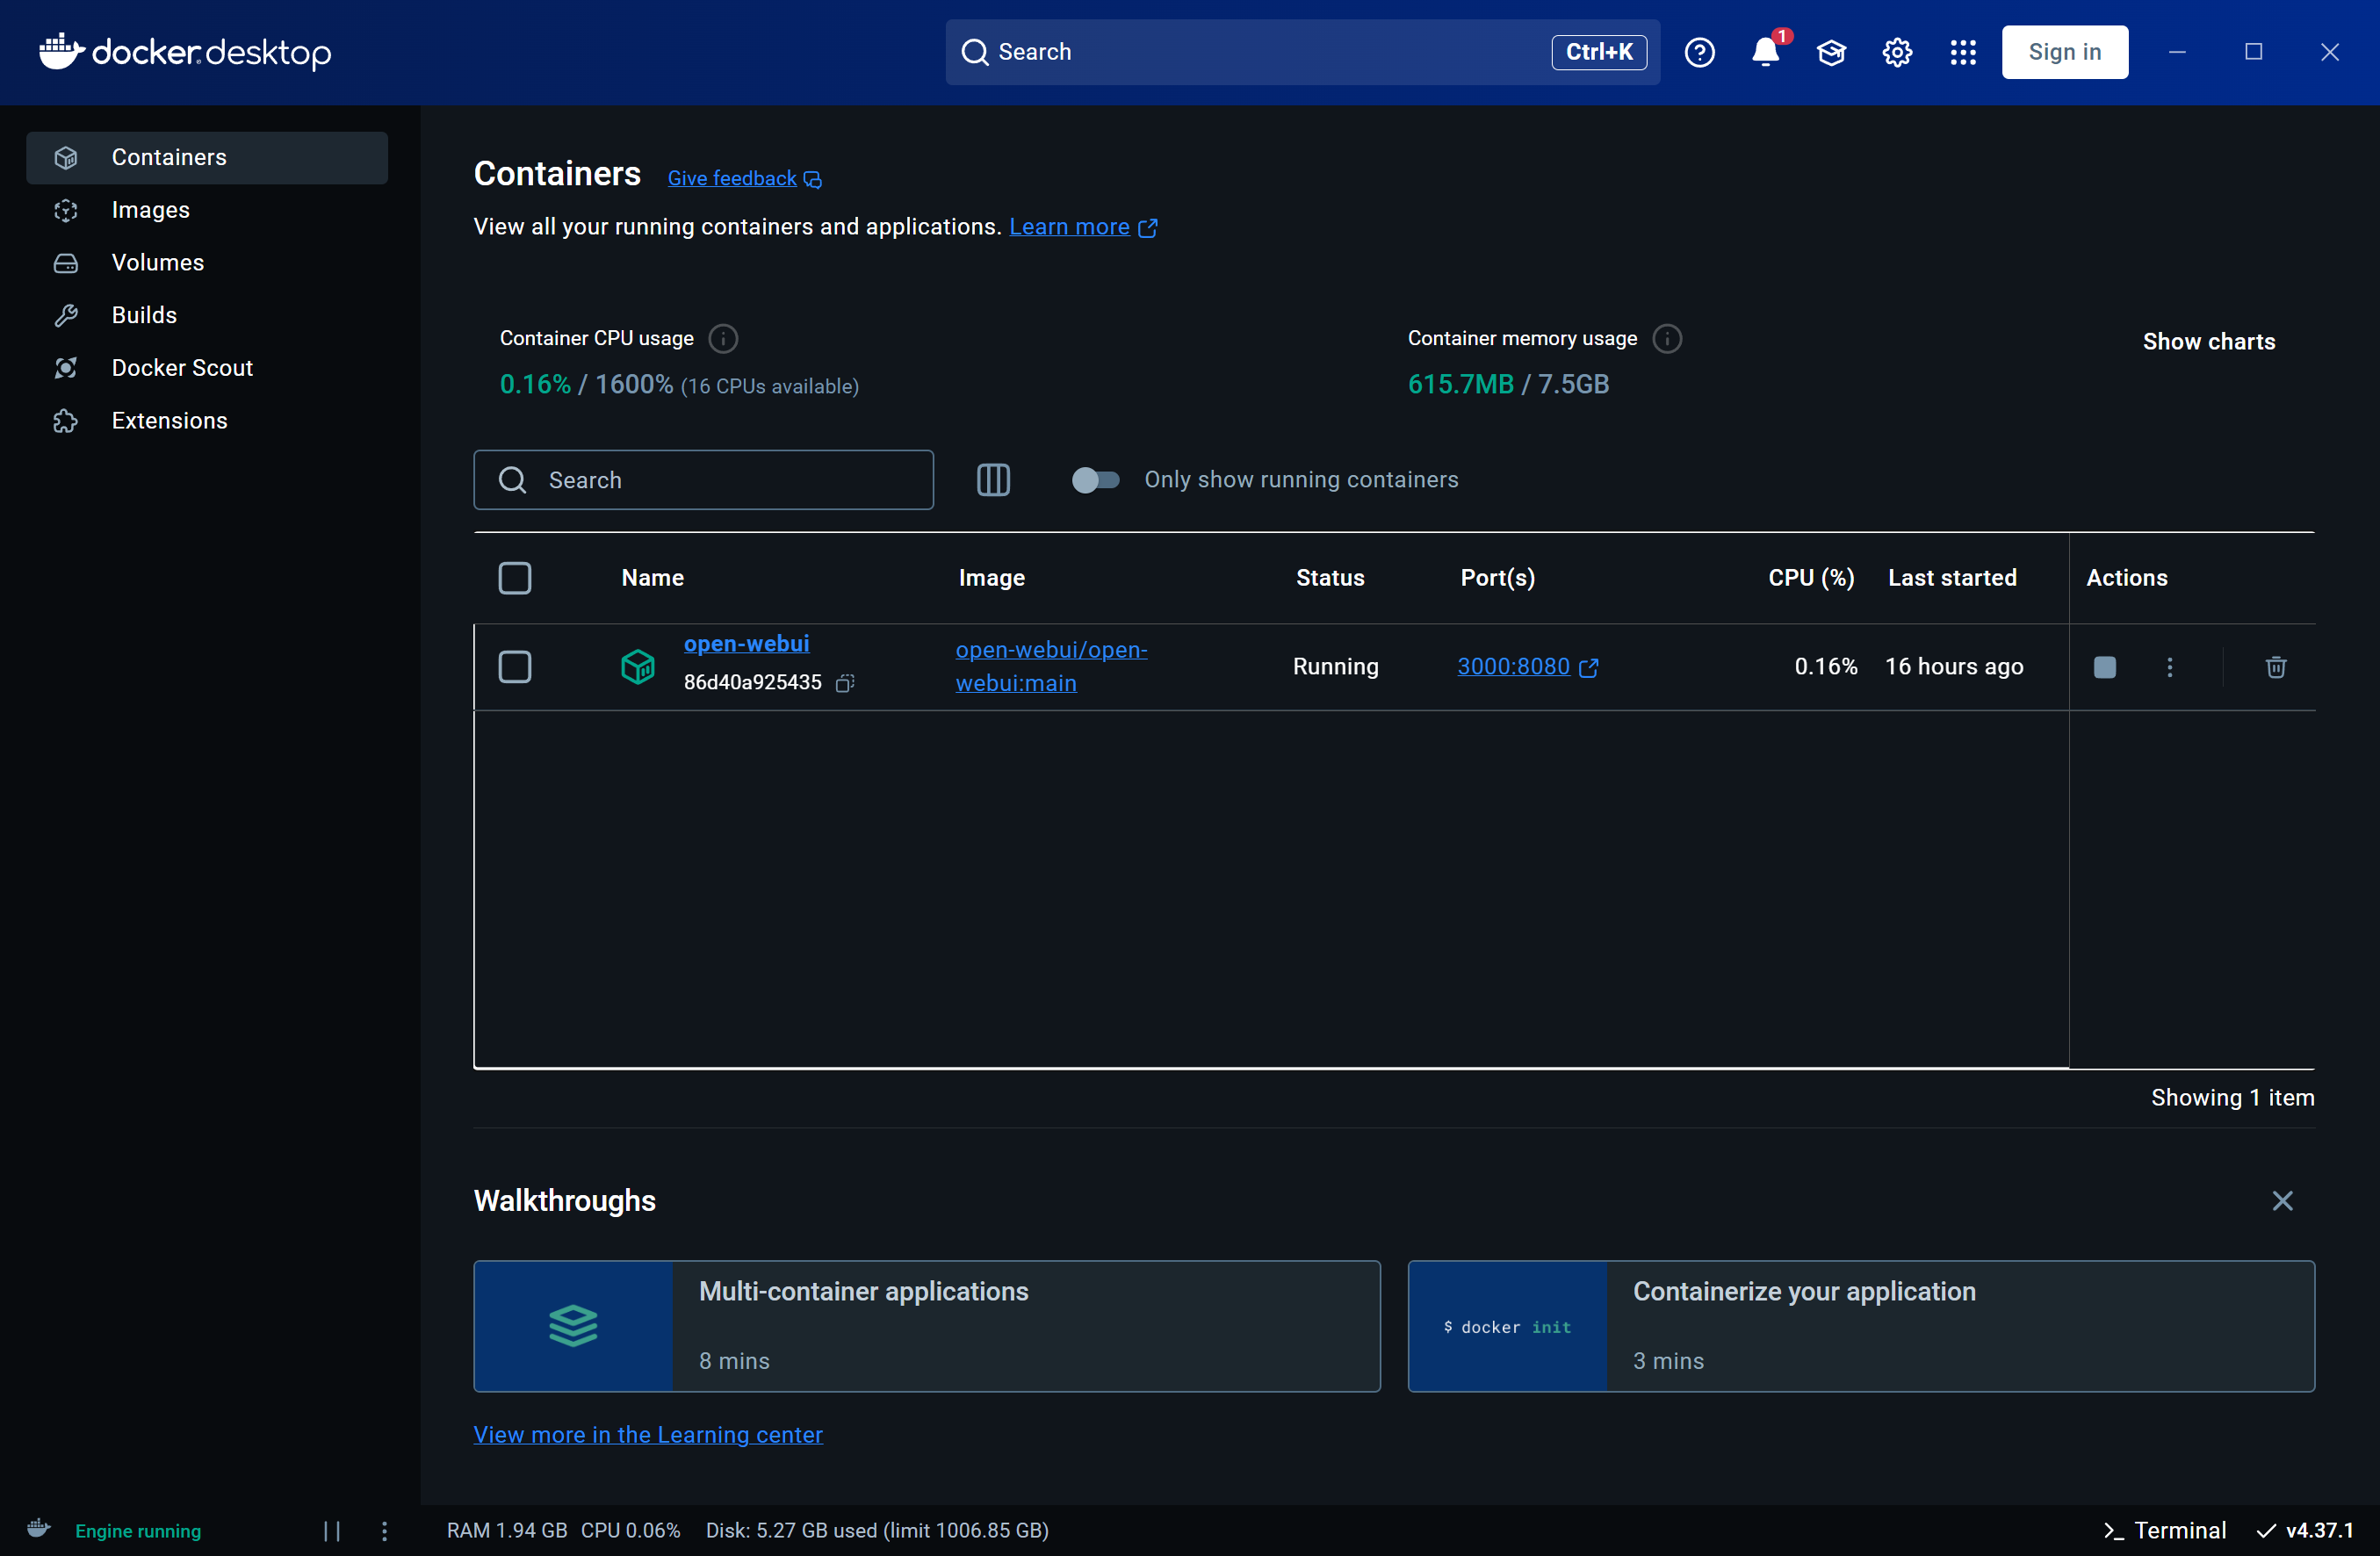 docker desktop
Search
Ctrl+K
1
Sign in
Containers
Images
Volumes
Builds
Docker Scout
Extensions
Containers
Give feedback
View all your running containers and applications. Learn more
Container CPU usage
0.16% / 1600% (16 CPUs available)
Container memory usage
615.7MB / 7.5GB
Show charts
Search
Only show running containers
Name Image Status Port(s) CPU (%) Last started Actions
open-webui
86d40a925435
open-webui/open-
webui:main
Running
3000:8080
0.16%
16 hours ago
Showing 1 item
Walkthroughs
Multi-container applications
8 mins
$ docker init
Containerize your application
3 mins
View more in the Learning center
Engine running
RAM 1.94 GB CPU 0.06% Disk: 5.27 GB used (limit 1006.85 GB)
Terminal
v4.37.1